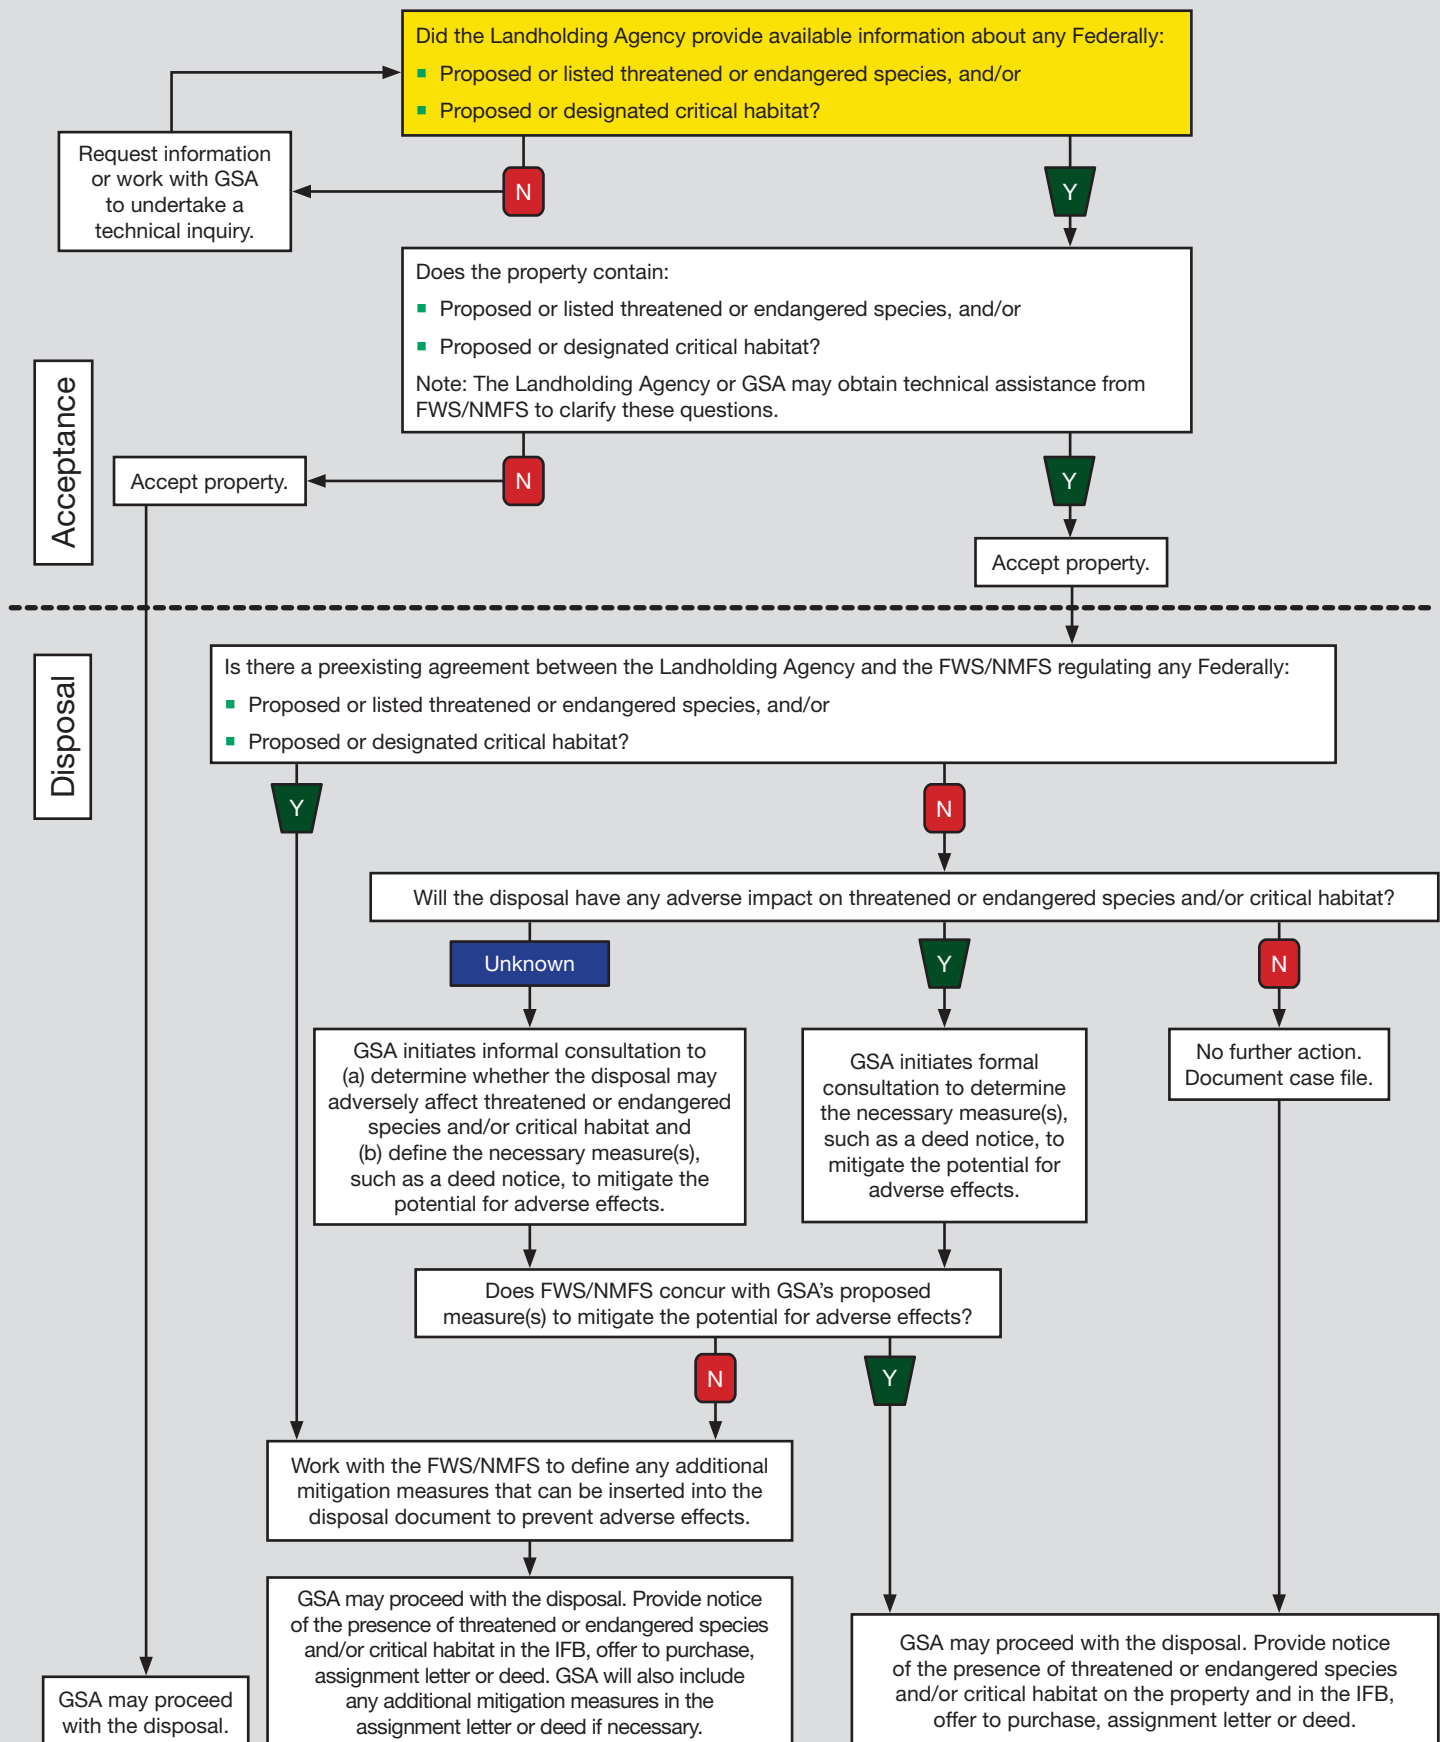 Did the Landholding Agency provide available information about any Federally:
Proposed or listed threatened or endangered species, and/or
Proposed or designated critical habitat?
Request information
or work with GSA
to undertake a
technical inquiry.
N
Y
Does the property contain:
Proposed or listed threatened or endangered species, and/or
Proposed or designated critical habitat?
Note: The Landholding Agency or GSA may obtain technical assistance from
FWS/NMFS to clarify these questions.
Acceptance
Accept property.
N
Y
Accept property.
Disposal
Is there a preexisting agreement between the Landholding Agency and the FWS/NMFS regulating any Federally:
Proposed or listed threatened or endangered species, and/or
Proposed or designated critical habitat?
Y
N
Will the disposal have any adverse impact on threatened or endangered species and/or critical habitat?
Unknown
Y
N
GSA initiates informal consultation to
(a) determine whether the disposal may
adversely affect threatened or endangered
species and/or critical habitat and
(b) define the necessary measure(s),
such as a deed notice, to mitigate the
potential for adverse effects.
GSA initiates formal
consultation to determine
the necessary measure(s),
such as a deed notice, to
mitigate the potential for
adverse effects.
No further action.
Document case file.
Does FWS/NMFS concur with GSA's proposed
measure(s) to mitigate the potential for adverse effects?
N
Y
Work with the FWS/NMFS to define any additional
mitigation measures that can be inserted into the
disposal document to prevent adverse effects.
GSA may proceed
with the disposal.
GSA may proceed with the disposal. Provide notice
of the presence of threatened or endangered species
and/or critical habitat in the IFB, offer to purchase,
assignment letter or deed. GSA will also include
any additional mitigation measures in the
assignment letter or deed if necessary.
GSA may proceed with the disposal. Provide notice
of the presence of threatened or endangered species
and/or critical habitat on the property and in the IFB,
offer to purchase, assignment letter or deed.